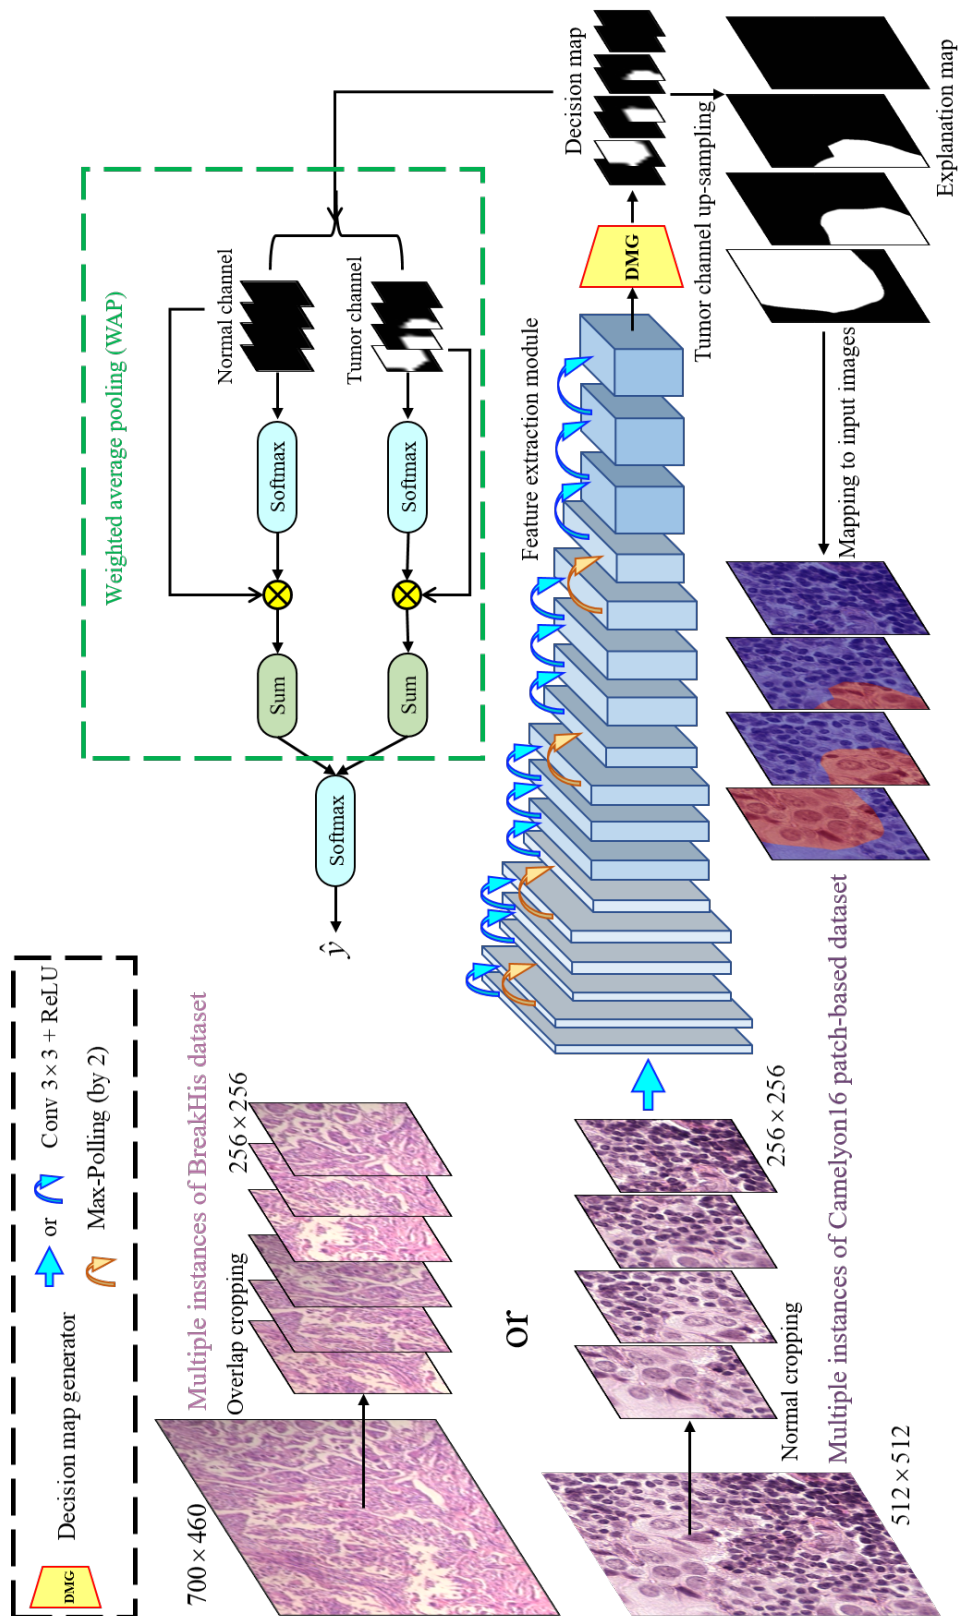 DMG
Decision map generator
or
Conv 3×3 + ReLU
Max-Polling (by 2)
700×460
Overlap cropping
Multiple instances of BreakHis dataset
256×256
or
512×512
Normal cropping
Multiple instances of Camelyon16 patch-based dataset
256×256
Feature extraction module
DMG
Decision map
Tumor channel up-sampling
Explanation map
Mapping to input images
Weighted average pooling (WAP)
Normal channel
Tumor channel
Softmax
Softmax
Sum
Sum
Softmax
ŷ